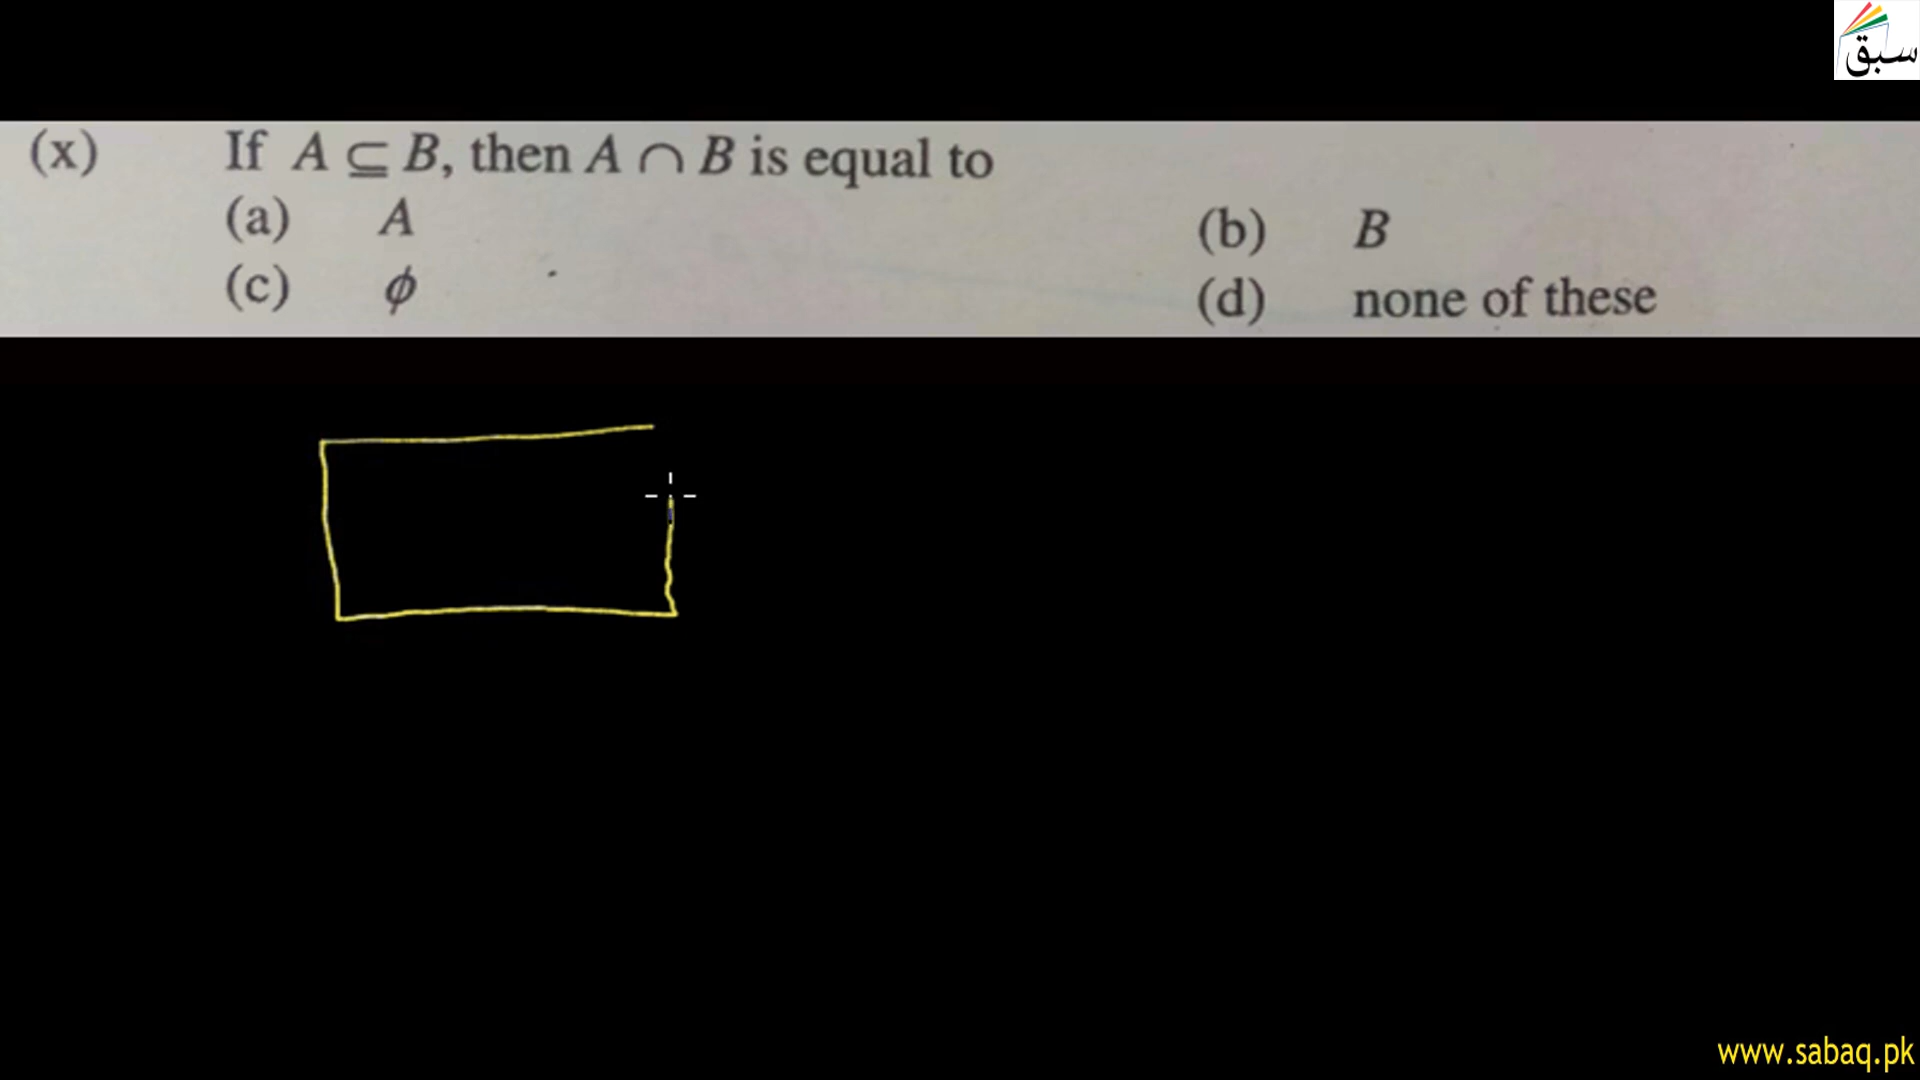 سبق
(x) If A ⊆ B, then A ∩ B is equal to
(a) A (b) B
(c) ϕ (d) none of these
www.sabaq.pk